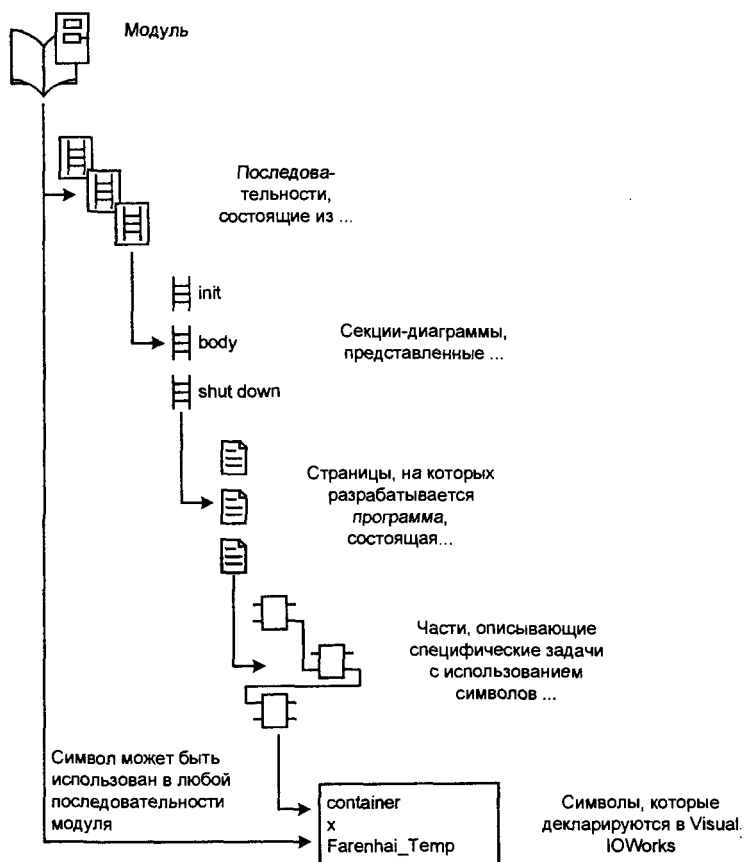 Модуль
Последова-
тельности,
состоящие из ...
init
body
Секции-диаграммы,
представленные ...
shut down
Страницы, на которых
разрабатывается
программа,
состоящая...
Части, описывающие
специфические задачи
с использованием
символов ...
Символ может быть
использован в любой
последовательности
модуля
container
x
Farenhai_Temp
Символы, которые
декларируются в Visual
IOWorks